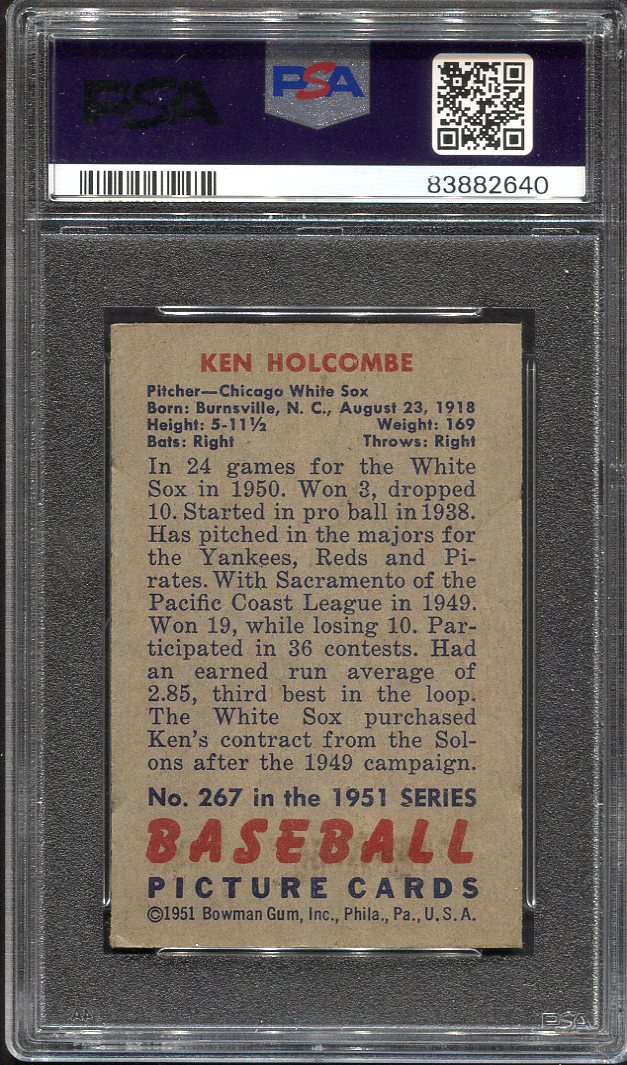 PSA
PSA
83882640
KEN HOLCOMBE
Pitcher—Chicago White Sox
Born: Burnsville, N. C., August 23, 1918
Height: 5-11½ Weight: 169
Bats: Right Throws: Right
In 24 games for the White
Sox in 1950. Won 3, dropped
10. Started in pro ball in 1938.
Has pitched in the majors for
the Yankees, Reds and Pi-
rates. With Sacramento of the
Pacific Coast League in 1949.
Won 19, while losing 10. Par-
ticipated in 36 contests. Had
an earned run average of
2.85, third best in the loop.
The White Sox purchased
Ken's contract from the Sol-
ons after the 1949 campaign.
No. 267 in the 1951 SERIES
BASEBALL
PICTURE CARDS
©1951 Bowman Gum, Inc., Phila., Pa., U.S.A.
PSA